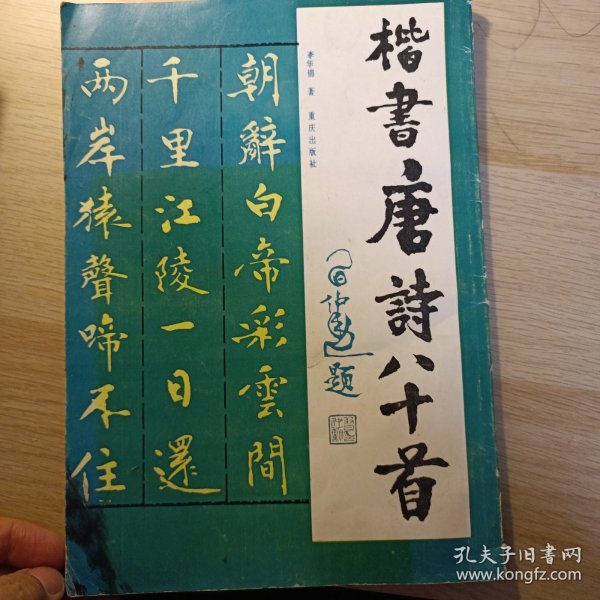 楷書唐詩八十首
李华锦 著 重庆出版社
題
朝辭白帝彩雲間
千里江陵一日還
两岸猿聲啼不住
孔夫子旧书网
www.kongfz.com